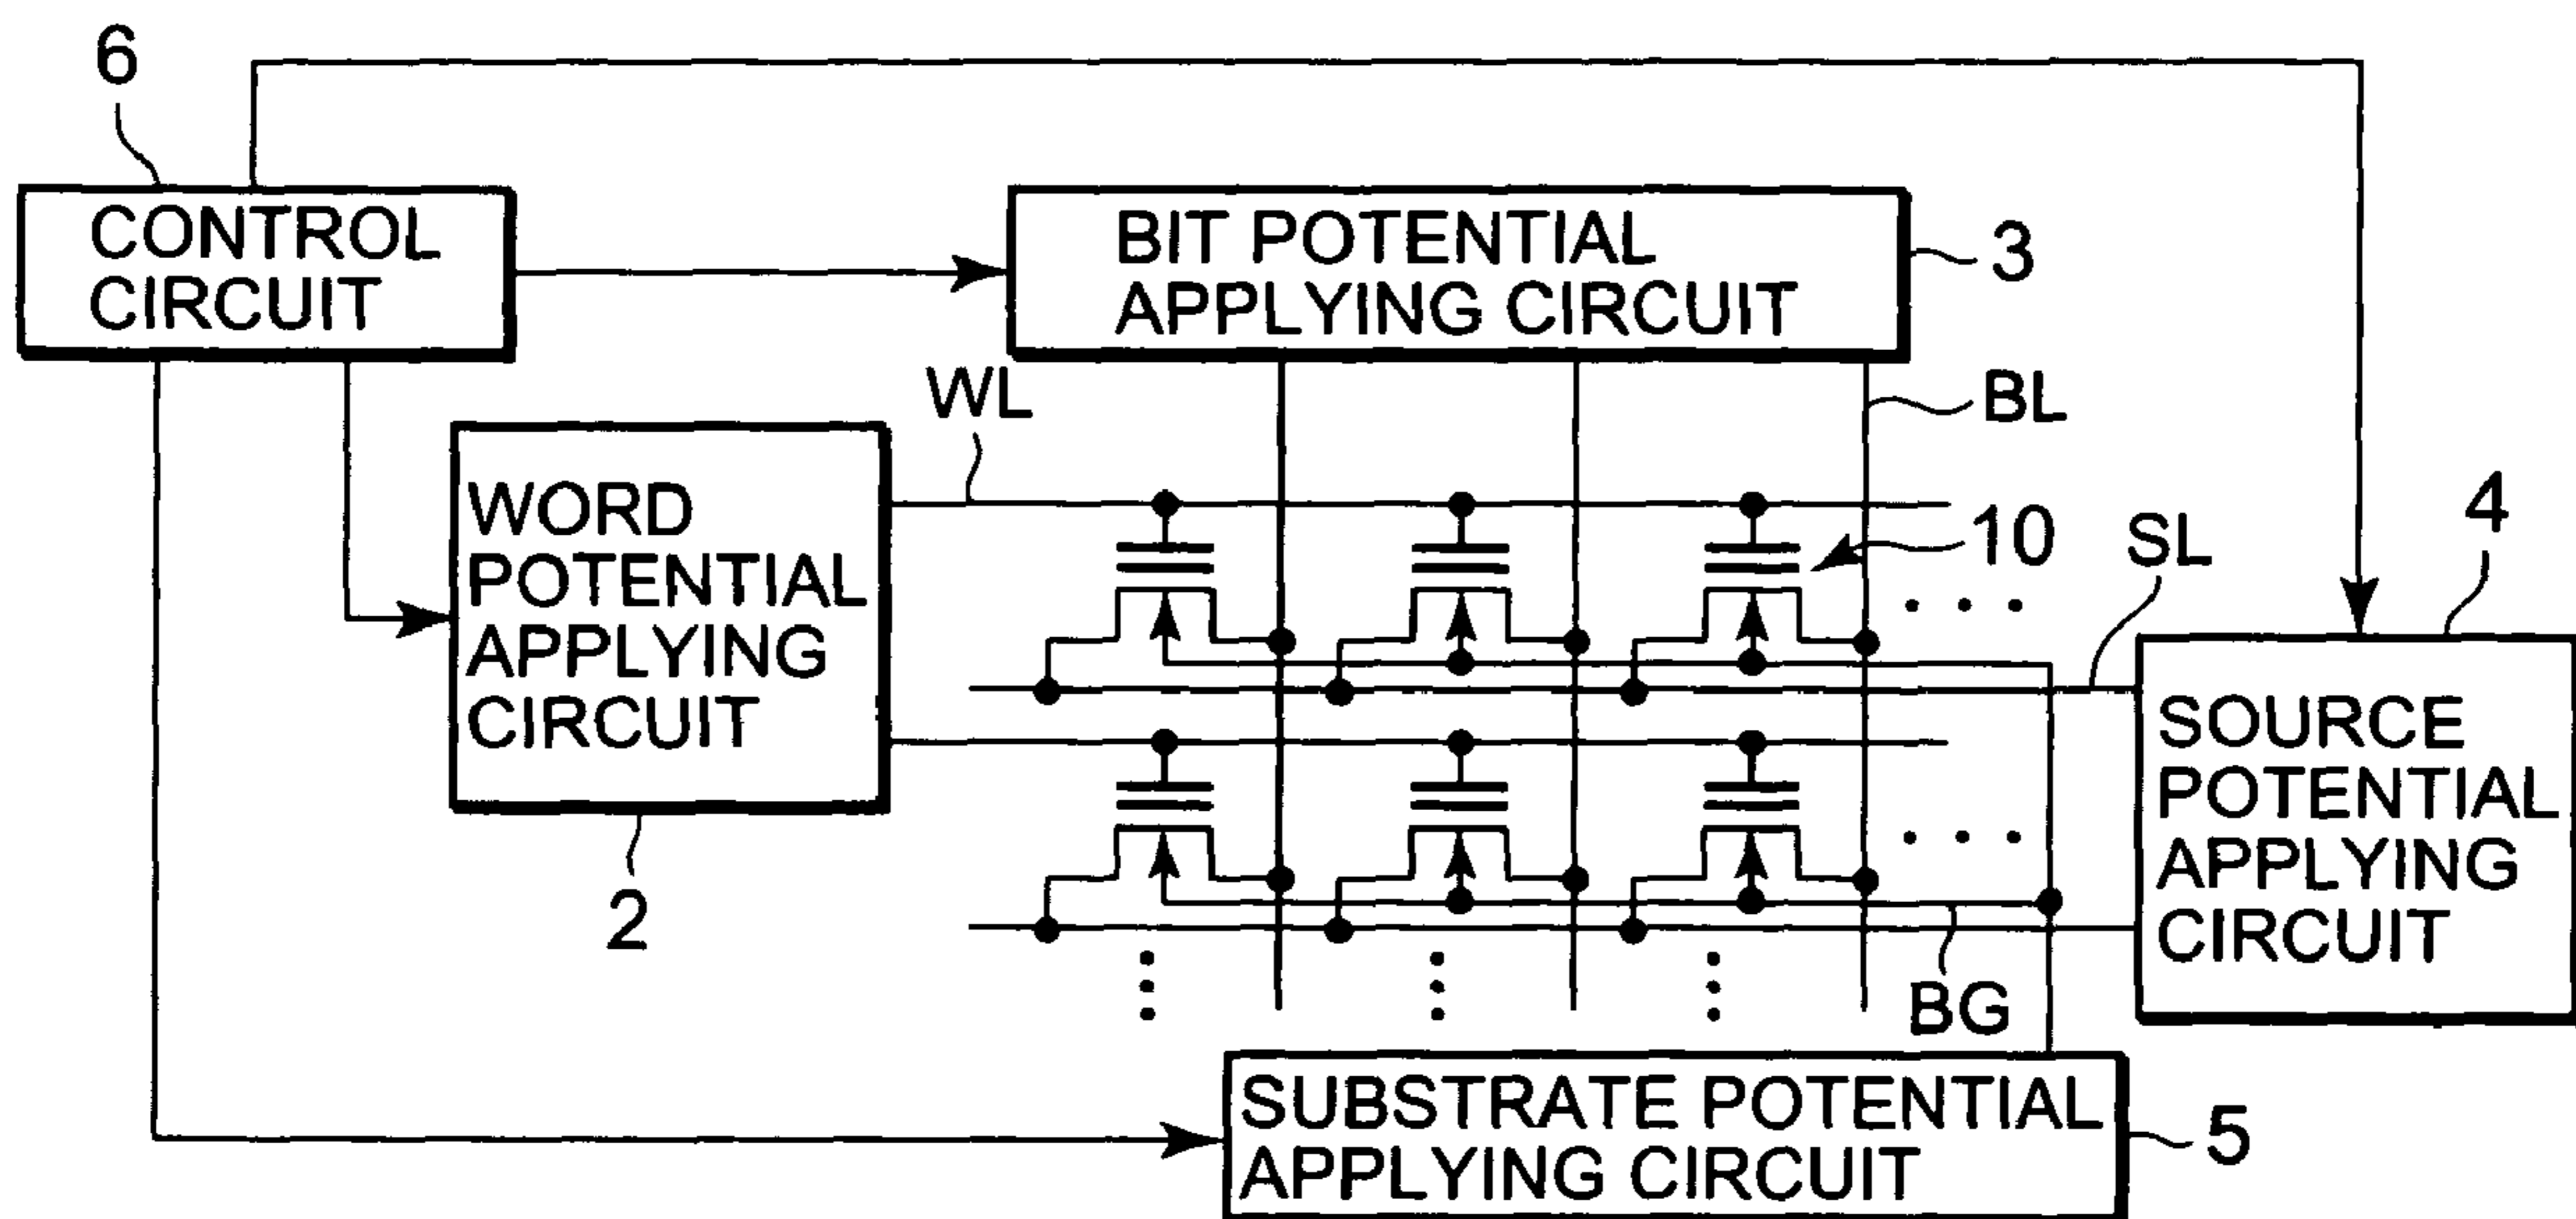 6
CONTROL
CIRCUIT
BIT POTENTIAL
APPLYING CIRCUIT
3
WL
BL
WORD
POTENTIAL
APPLYING
CIRCUIT
2
10
SL
4
SOURCE
POTENTIAL
APPLYING
CIRCUIT
BG
SUBSTRATE POTENTIAL
APPLYING CIRCUIT
5